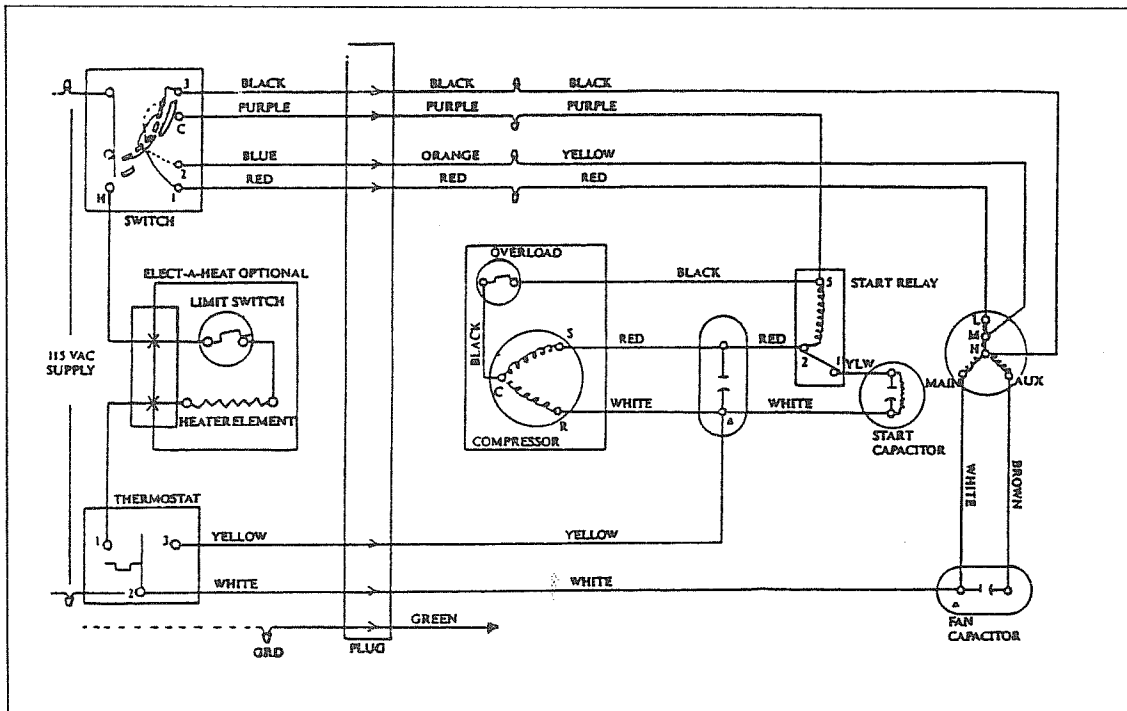 3 BLACK BLACK BLACK
C PURPLE PURPLE PURPLE
2 BLUE ORANGE YELLOW
H 1 RED RED RED
SWITCH
OVERLOAD
ELECT-A-HEAT OPTIONAL
BLACK 5 START RELAY
LIMIT SWITCH
BLACK
S RED RED 2 1 YLW
L
M
H
115 VAC
SUPPLY
C
MAIN AUX
WHITE WHITE
HEATER ELEMENT
R
COMPRESSOR
START
CAPACITOR
WHITE
BROWN
THERMOSTAT
1 3 YELLOW YELLOW
2 WHITE WHITE
GREEN
GRD
PLUG
FAN
CAPACITOR